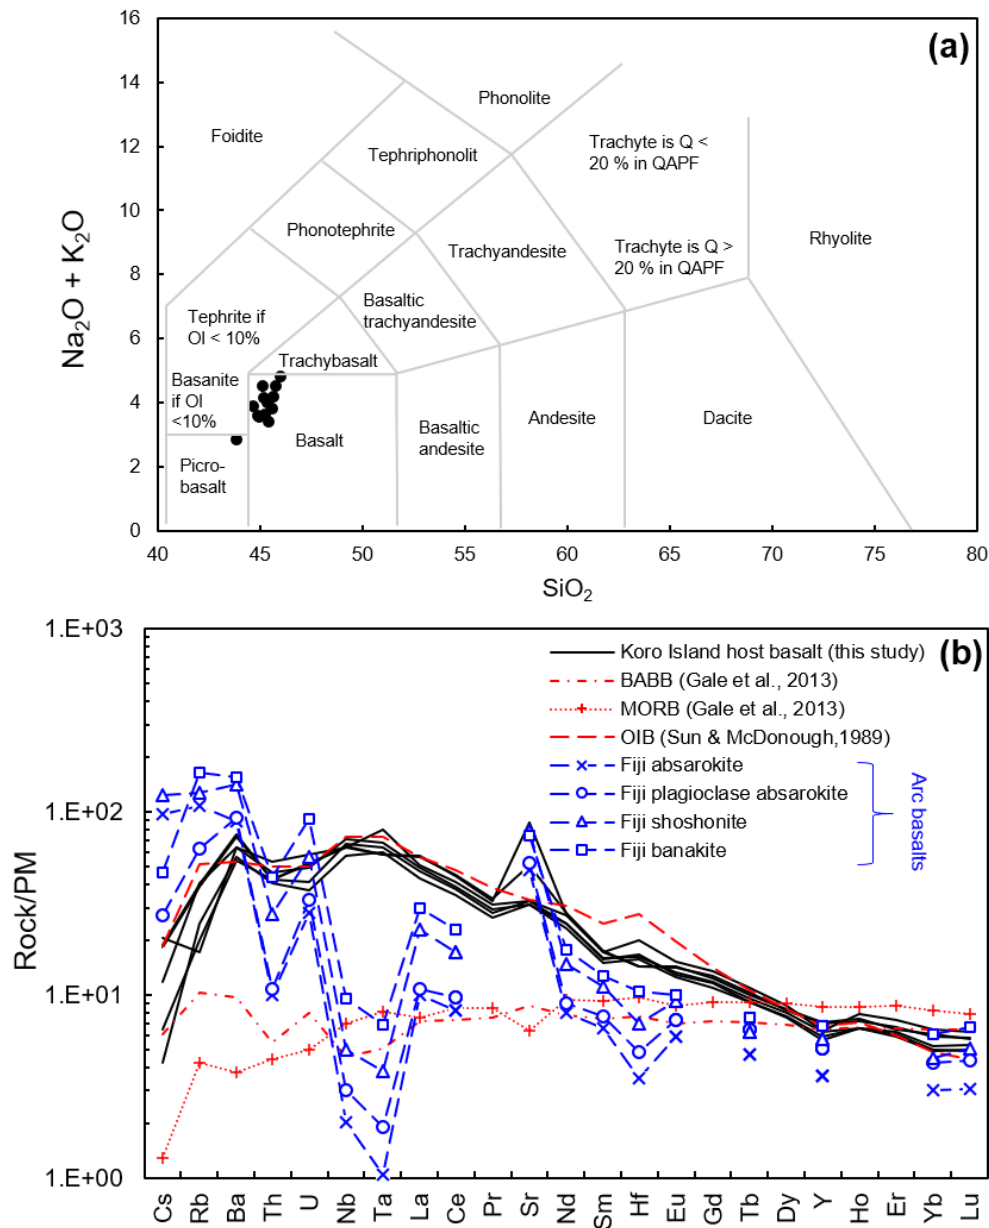 (a)
16
14
12
10
8
6
4
2
0
Na₂O + K₂O
Phonolite
Foidite
Tephriphonolit
Trachyte is Q <
20 % in QAPF
Phonotephrite
Trachyandesite
Trachyte is Q >
20 % in QAPF
Rhyolite
Tephrite if
Ol < 10%
Basaltic
trachyandesite
Trachybasalt
Basanite
if Ol
<10%
Picro-
basalt
Basalt
Basaltic
andesite
Andesite
Dacite
40 45 50 55 60 65 70 75 80
SiO₂
(b)
1.E+03
1.E+02
1.E+01
1.E+00
Rock/PM
Koro Island host basalt (this study)
BABB (Gale et al., 2013)
MORB (Gale et al., 2013)
OIB (Sun & McDonough,1989)
Fiji absarokite
Fiji plagioclase absarokite
Fiji shoshonite
Fiji banakite
Arc basalts
Cs Rb Ba Th U Nb Ta La Ce Pr Sr Nd Sm Hf Eu Gd Tb Dy Y Ho Er Yb Lu